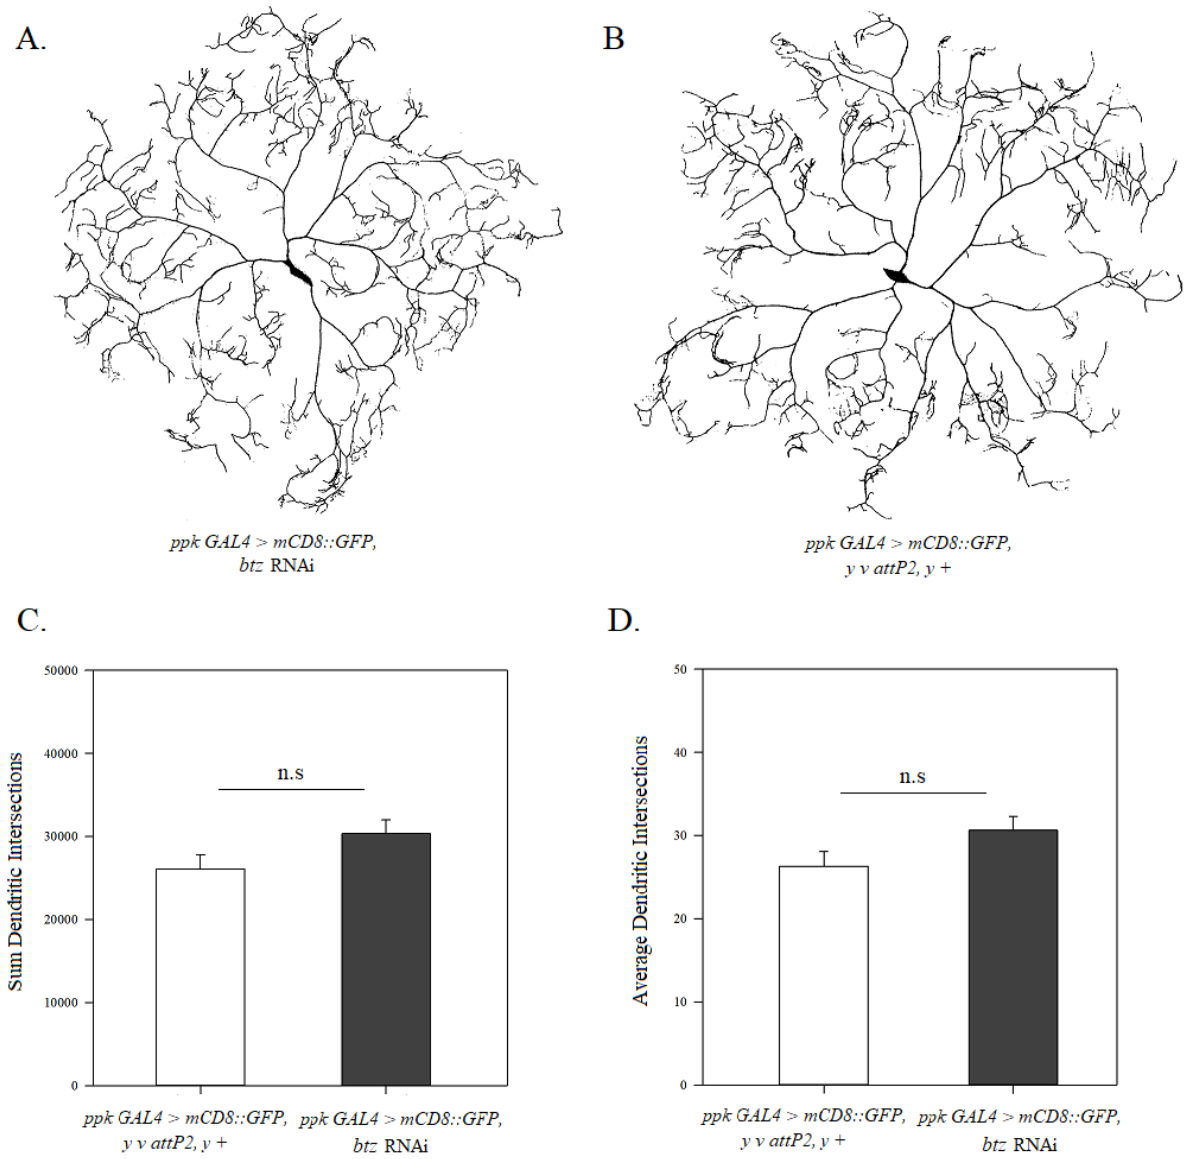 A.
B
ppk GAL4 > mCD8::GFP,
btz RNAi
ppk GAL4 > mCD8::GFP,
y v attP2, y +
C.
D.
Sum Dendritic Intersections
50000
40000
30000
20000
10000
0
n.s
ppk GAL4 > mCD8::GFP,
y v attP2, y +
ppk GAL4 > mCD8::GFP,
btz RNAi
Average Dendritic Intersections
50
40
30
20
10
0
n.s
ppk GAL4 > mCD8::GFP,
y v attP2, y +
ppk GAL4 > mCD8::GFP,
btz RNAi